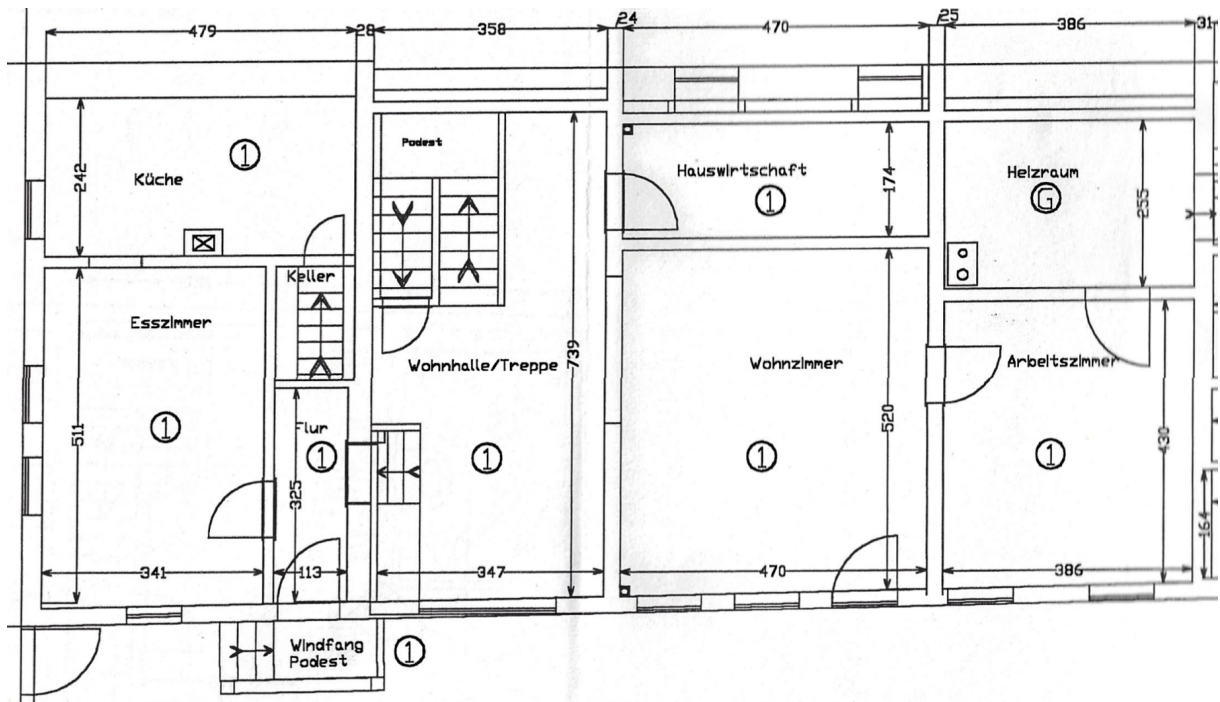 479
28
358
24
470
25
386
31
242
Küche
1
Podest
Hauswirtschaft
1
174
Heizraum
G
255
Keller
Esszimmer
Wohnhalle/Treppe
739
Wohnzimmer
Arbeitszimmer
511
1
Flur
1
325
1
1
520
1
430
164
341
113
347
470
386
Windfang
Podest
1